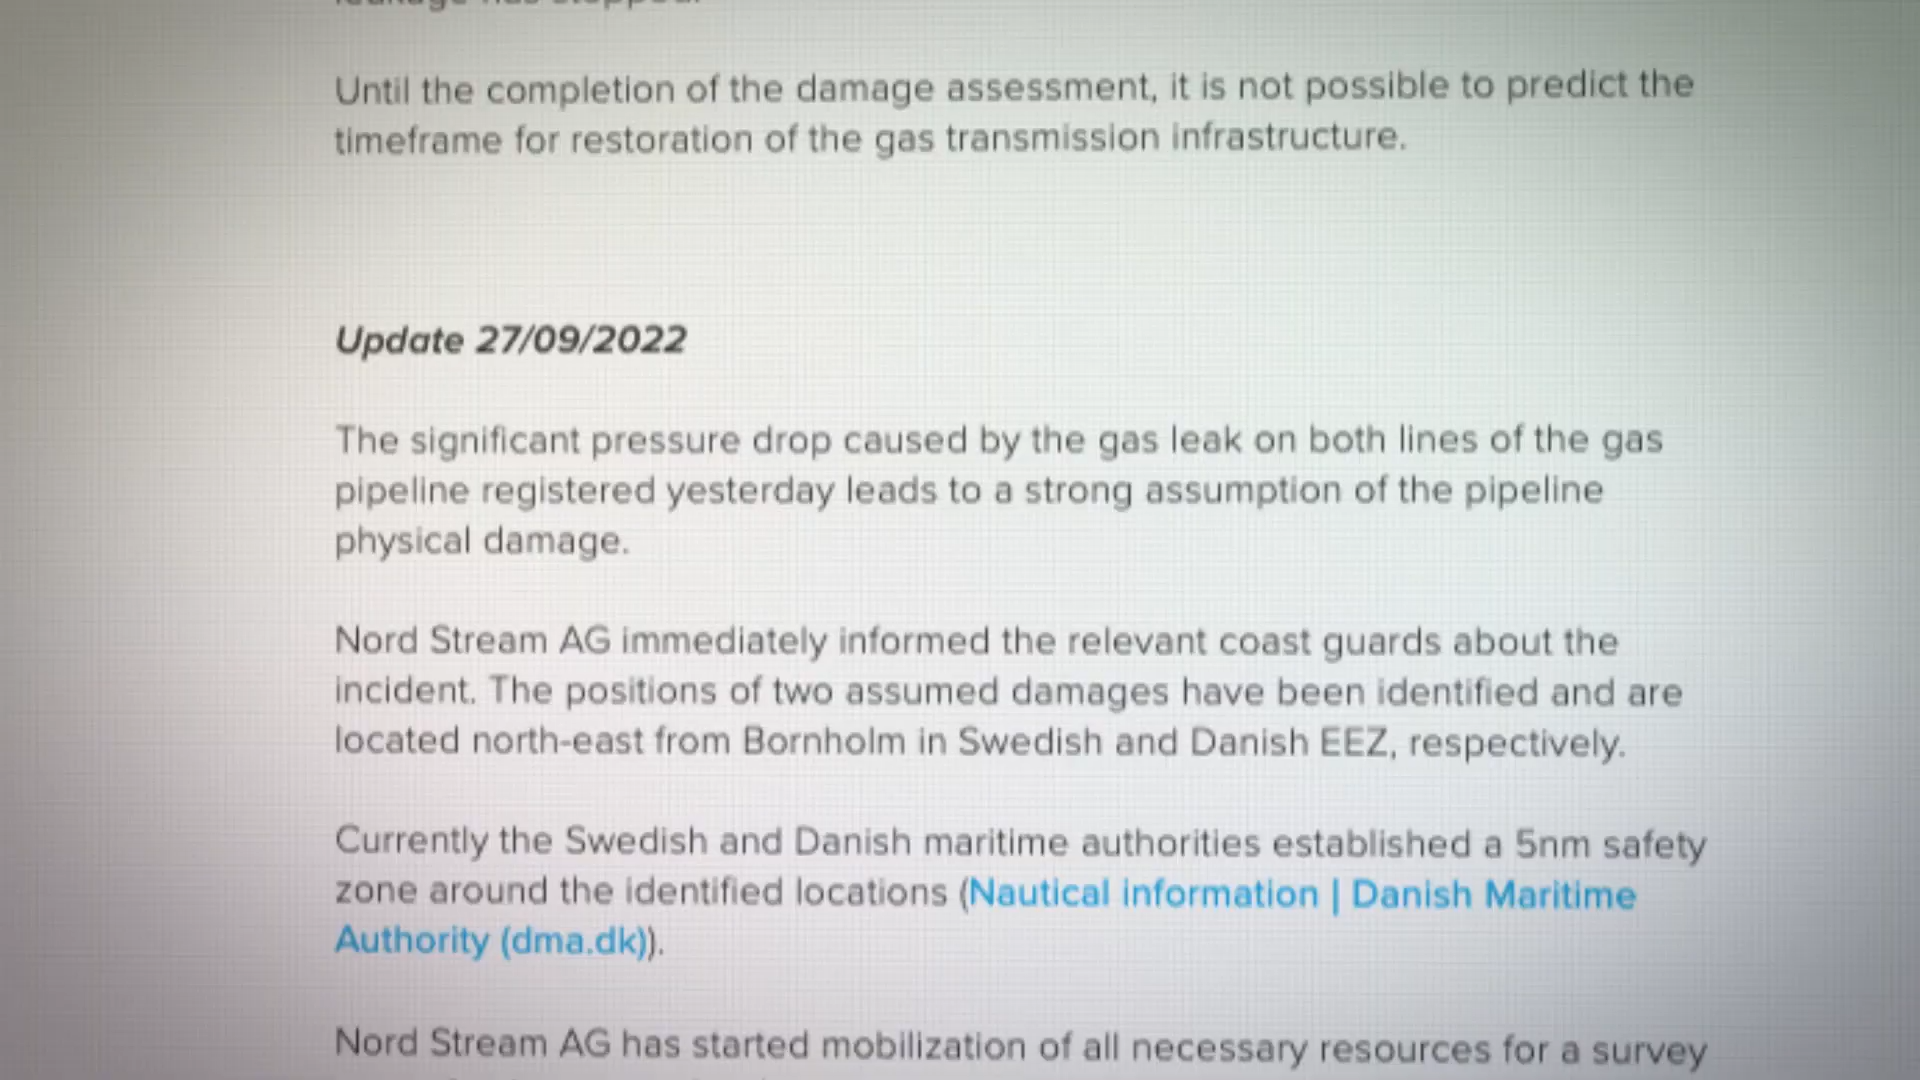 Until the completion of the damage assessment, it is not possible to predict the
timeframe for restoration of the gas transmission infrastructure.
Update 27/09/2022
The significant pressure drop caused by the gas leak on both lines of the gas
pipeline registered yesterday leads to a strong assumption of the pipeline
physical damage.
Nord Stream AG immediately informed the relevant coast guards about the
incident. The positions of two assumed damages have been identified and are
located north-east from Bornholm in Swedish and Danish EEZ, respectively.
Currently the Swedish and Danish maritime authorities established a 5nm safety
zone around the identified locations (Nautical information | Danish Maritime
Authority (dma.dk)).
Nord Stream AG has started mobilization of all necessary resources for a survey